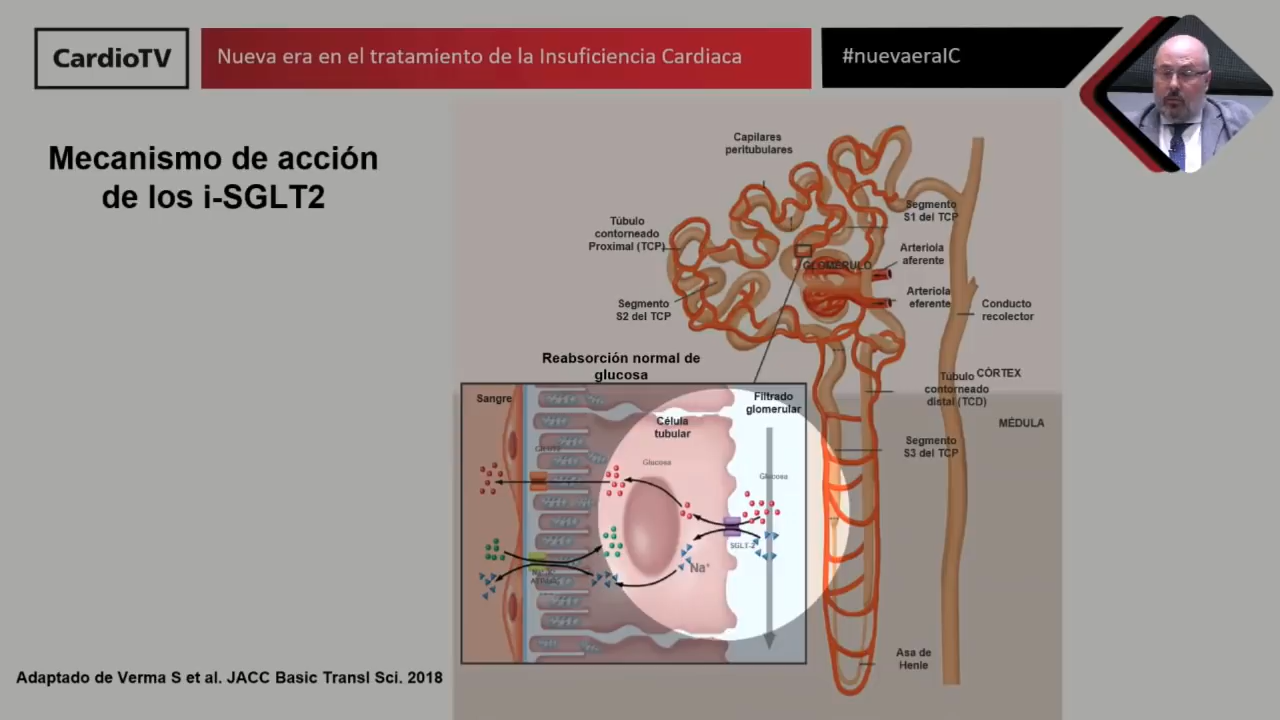 CardioTV
Nueva era en el tratamiento de la Insuficiencia Cardiaca
#nuevaeraIC
Mecanismo de acción
de los i-SGLT2
Capilares
peritubulares
Túbulo
contorneado
Proximal (TCP)
Segmento
S1 del TCP
Arteriola
aferente
GLOMÉRULO
Arteriola
eferente
Segmento
S2 del TCP
Conducto
recolector
Reabsorción normal de
glucosa
CÓRTEX
Túbulo
contorneado
distal (TCD)
MÉDULA
Segmento
S3 del TCP
Sangre
Célula
tubular
Filtrado
glomerular
Glucosa
Glucosa
SGLT-2
Na⁺
Asa de
Henle
Adaptado de Verma S et al. JACC Basic Transl Sci. 2018